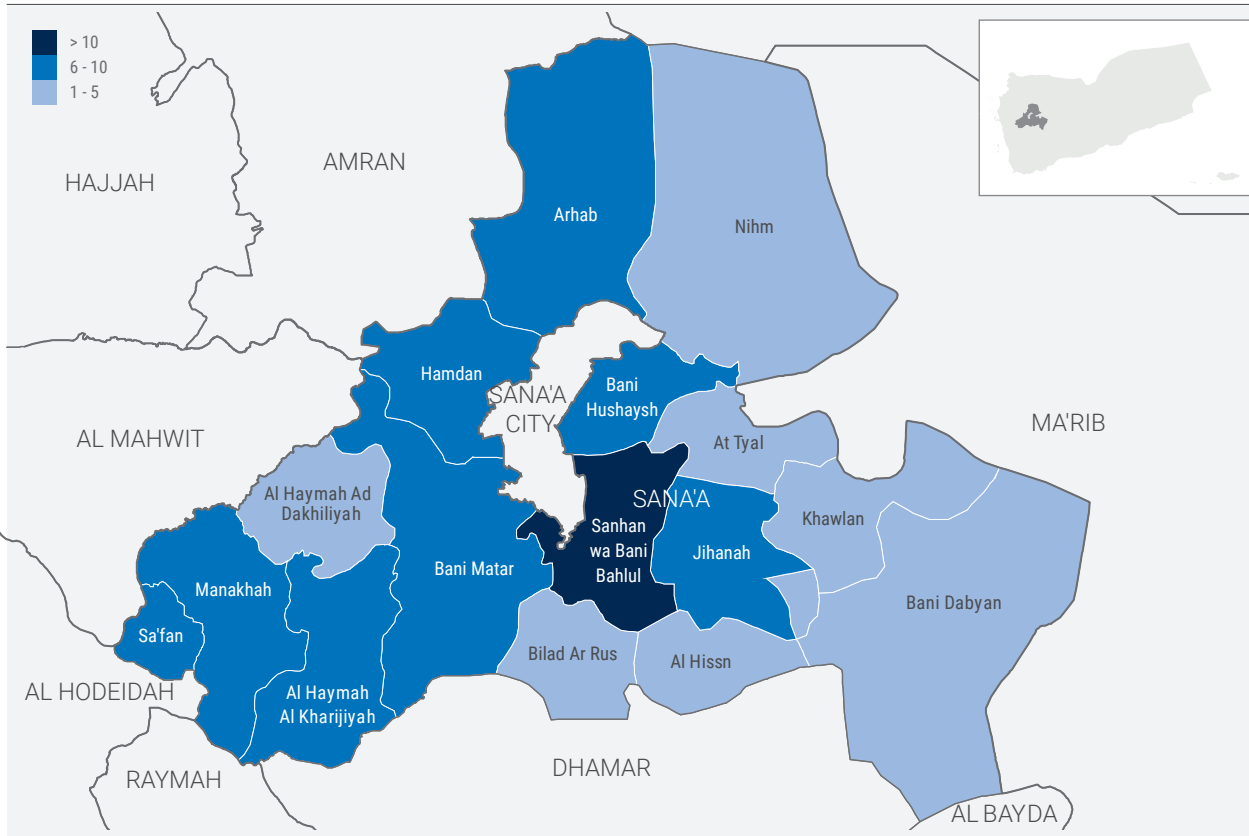 > 10
6 - 10
1 - 5
HAJJAH
AMRAN
Arhab
Nihm
Hamdan
SANA'A
CITY
Bani
Hushaysh
MA'RIB
AL MAHWIT
At Tyal
Al Haymah Ad
Dakhiliyah
SANA'A
Khawlan
Sanhan
wa Bani
Bahlul
Jihanah
Bani Matar
Manakhah
Bani Dabyan
Sa'fan
Bilad Ar Rus
Al Hissn
AL HODEIDAH
Al Haymah
Al Kharijiyah
RAYMAH
DHAMAR
AL BAYDA